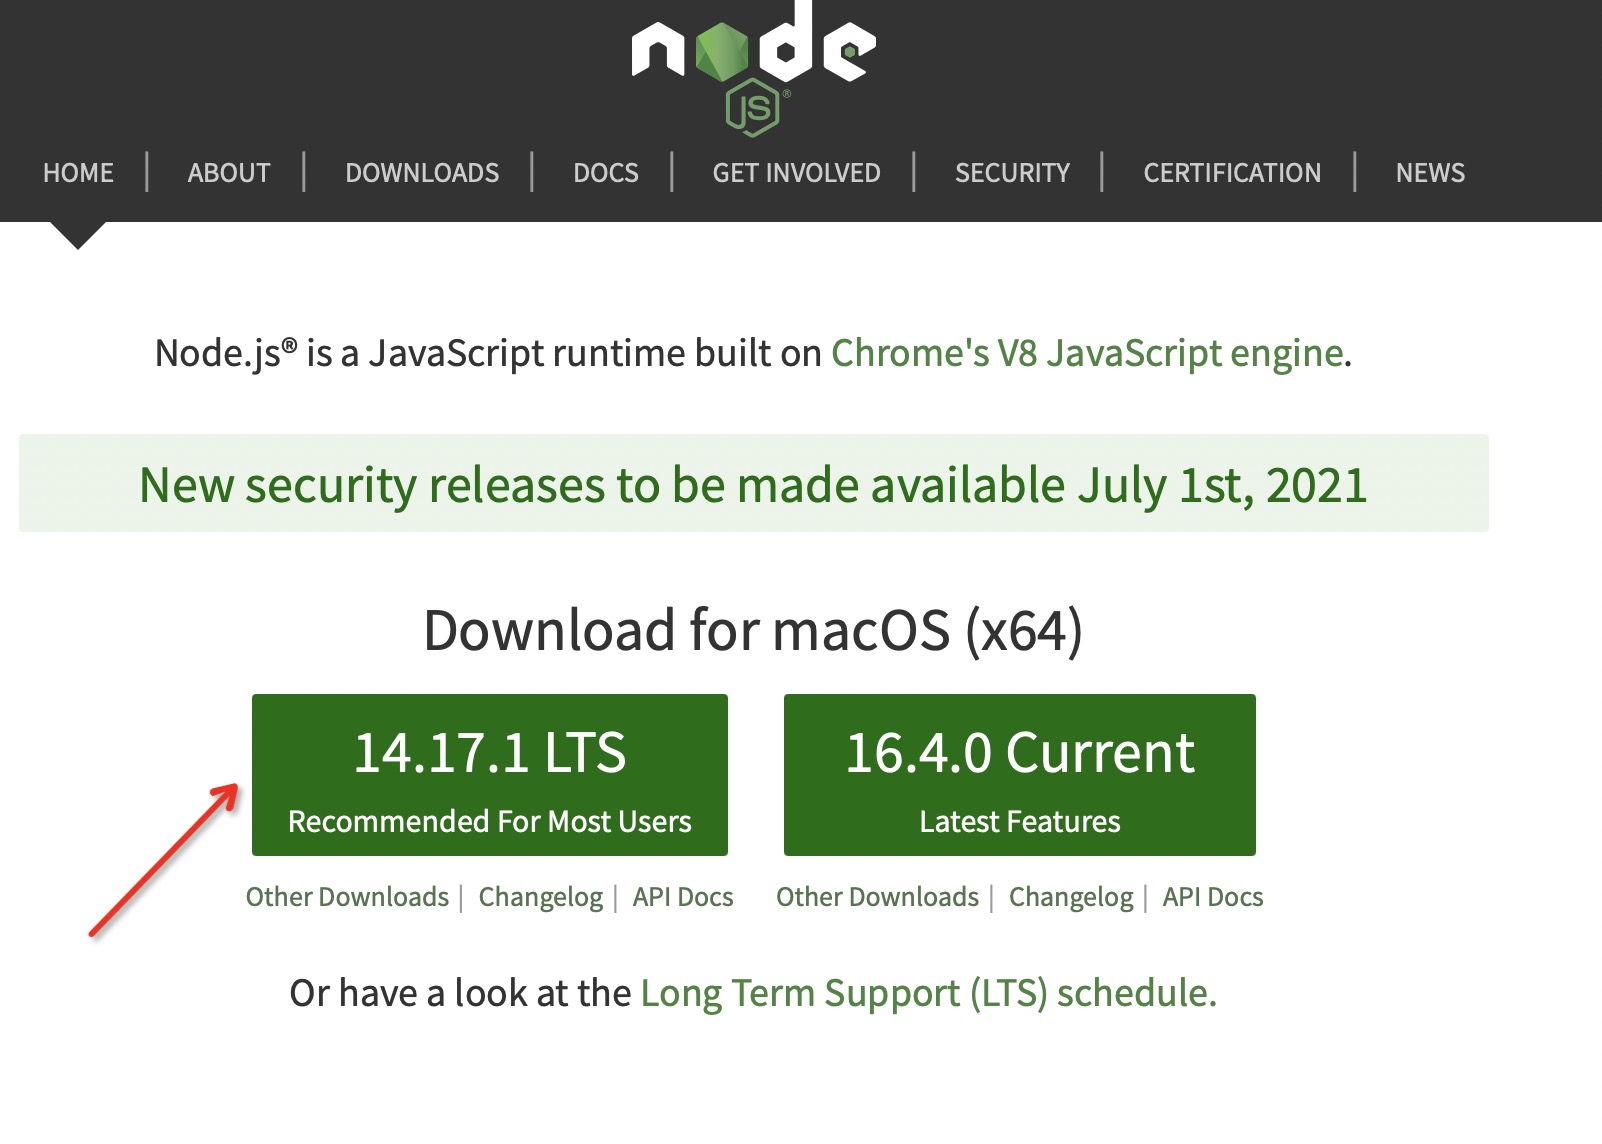 node
JS®
HOME | ABOUT | DOWNLOADS | DOCS | GET INVOLVED | SECURITY | CERTIFICATION | NEWS
Node.js® is a JavaScript runtime built on Chrome's V8 JavaScript engine.
New security releases to be made available July 1st, 2021
Download for macOS (x64)
14.17.1 LTS
Recommended For Most Users
16.4.0 Current
Latest Features
Other Downloads | Changelog | API Docs
Other Downloads | Changelog | API Docs
Or have a look at the Long Term Support (LTS) schedule.